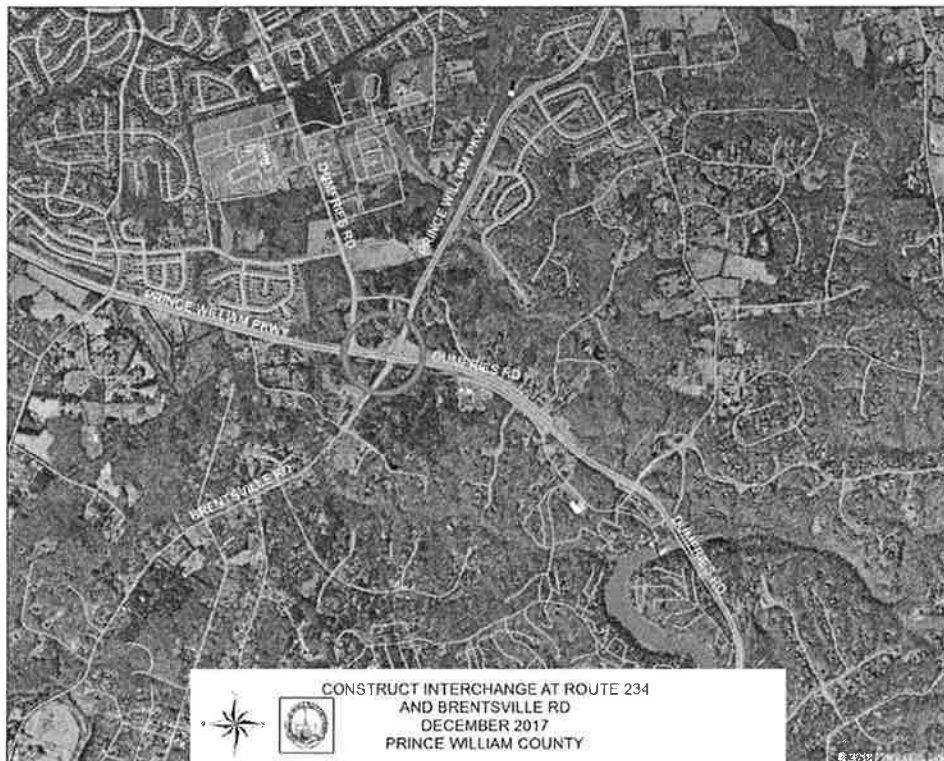 PRINCE WILLIAM PKWY
DUMFRIES RD
PRINCE WILLIAM PKWY
DUMFRIES RD
BRENTSVILLE RD
DUMFRIES RD
CONSTRUCT INTERCHANGE AT ROUTE 234
AND BRENTSVILLE RD
DECEMBER 2017
PRINCE WILLIAM COUNTY